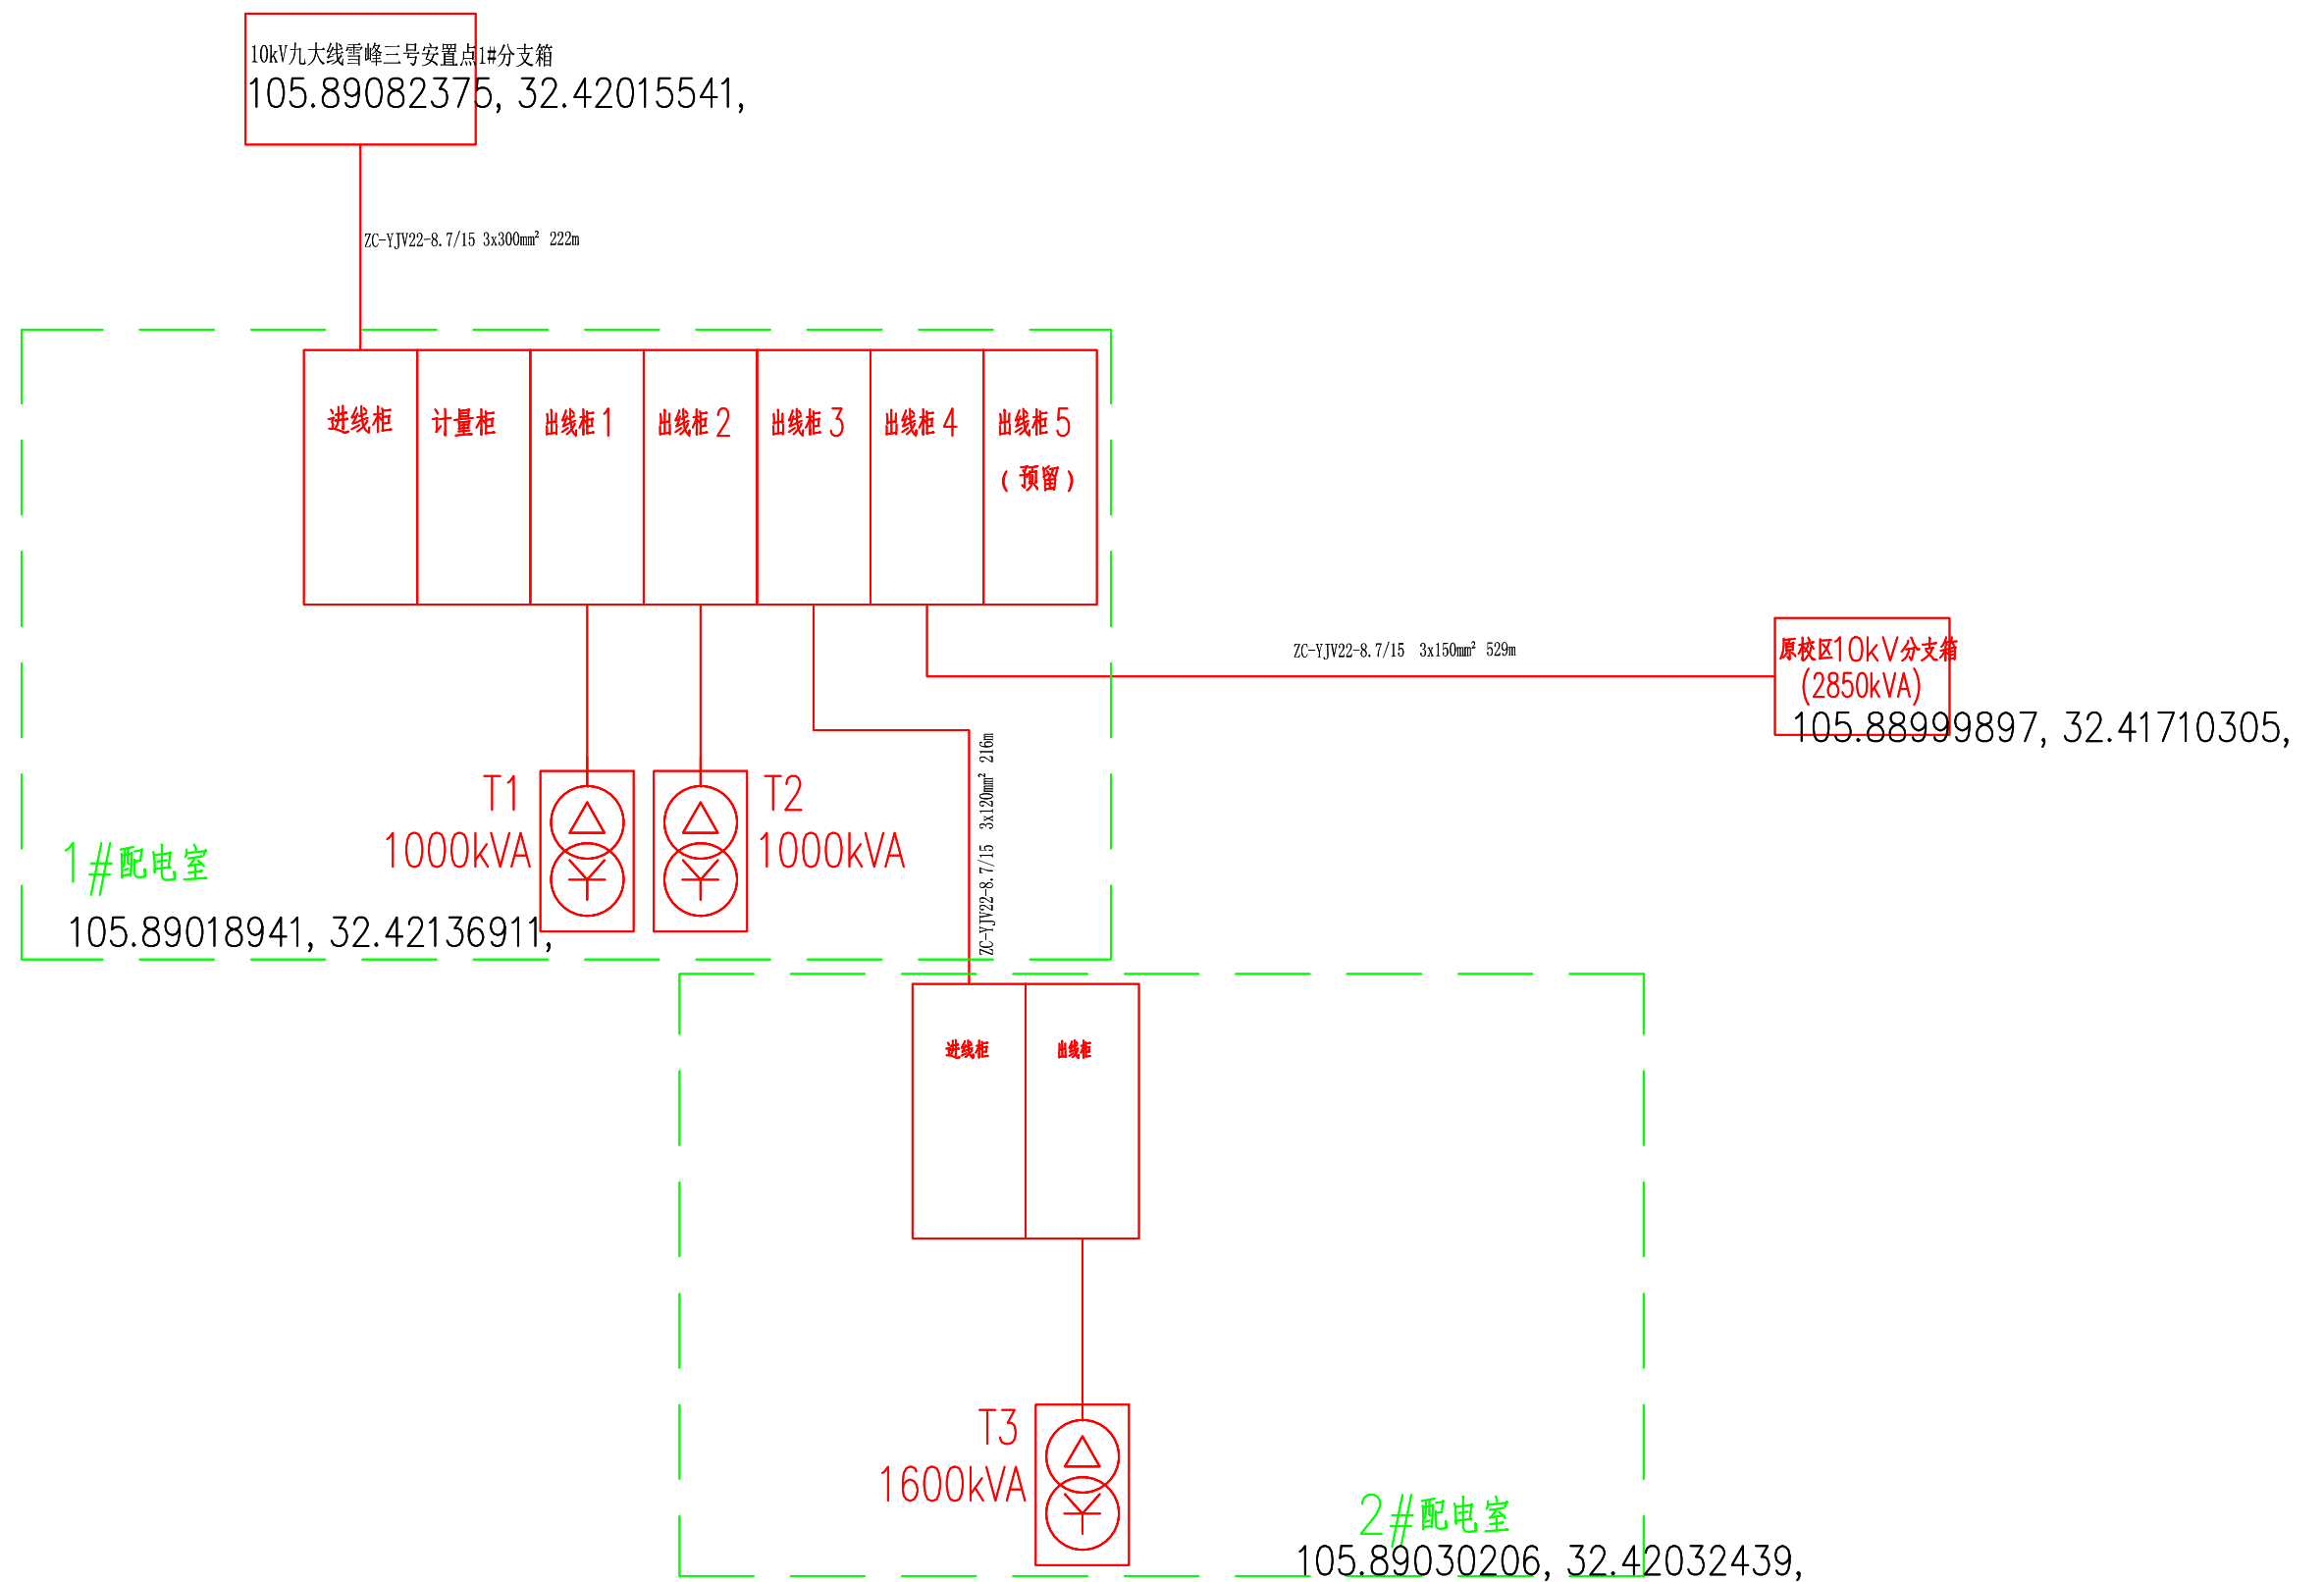 10kV九大线雪峰三号安置点1#分支箱
105.89082375, 32.42015541,
ZC-YJV22-8.7/15 3x300mm² 222m
进线柜
计量柜
出线柜1
出线柜2
出线柜3
出线柜4
出线柜5
(预留)
ZC-YJV22-8.7/15 3x150mm² 529m
原校区10kV分支箱
(2850kVA)
105.88999897, 32.41710305,
T1
1000kVA
T2
1000kVA
ZC-YJV22-8.7/15 3x120mm² 216m
1#配电室
105.89018941, 32.42136911,
进线柜
出线柜
T3
1600kVA
2#配电室
105.89030206, 32.42032439,